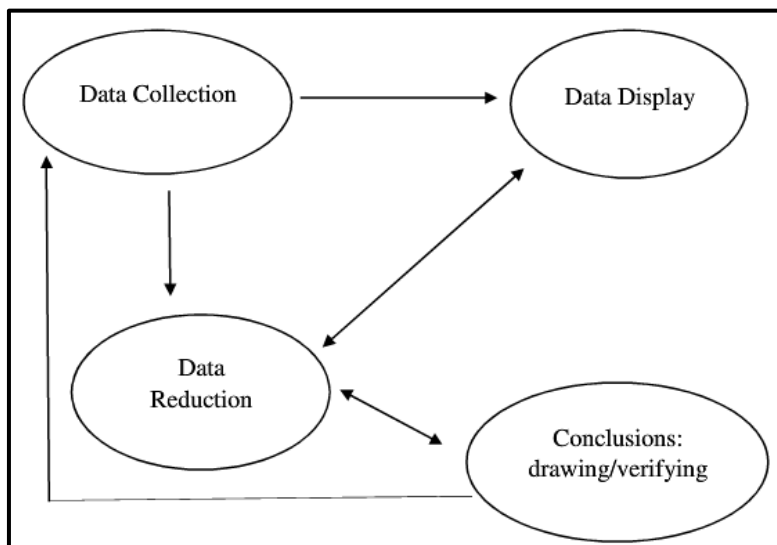 Data Collection
Data Display
Data
Reduction
Conclusions:
drawing/verifying